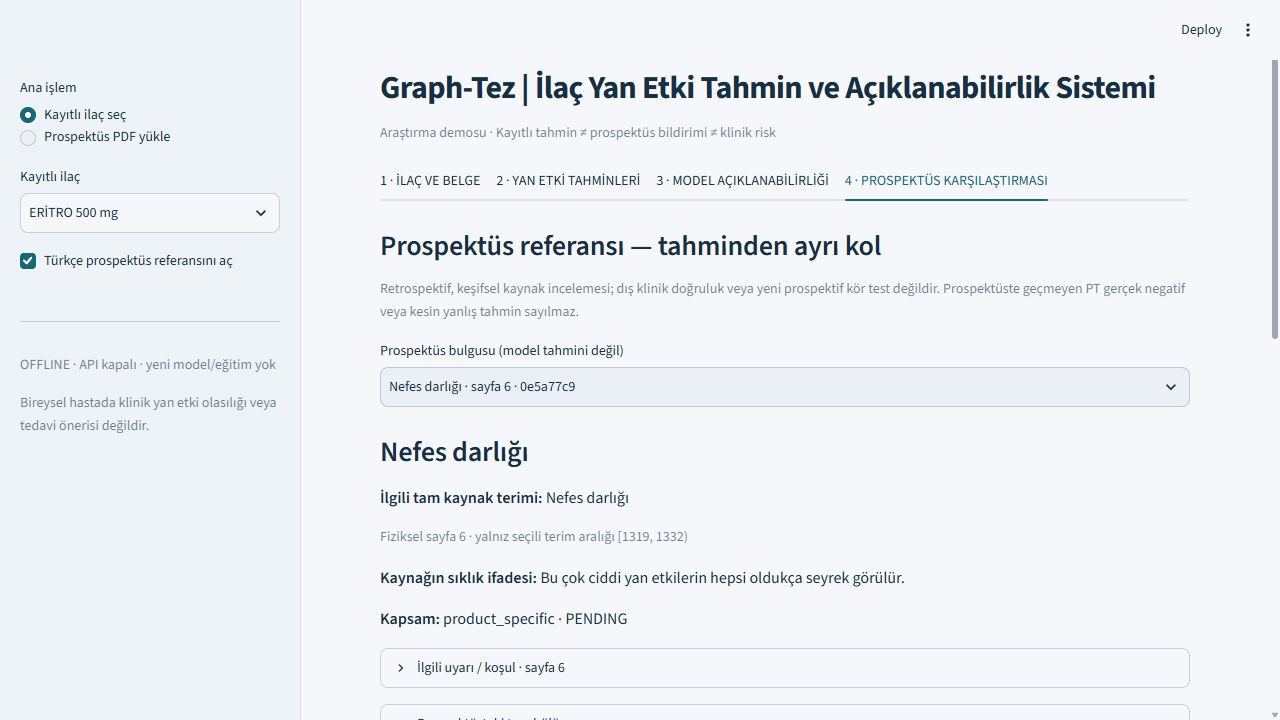 Deploy
Ana işlem
Kayıtlı ilaç seç
Prospektüs PDF yükle
Kayıtlı ilaç
ERİTRO 500 mg
Türkçe prospektüs referansını aç
OFFLINE · API kapalı · yeni model/eğitim yok
Bireysel hastada klinik yan etki olasılığı veya
tedavi önerisi değildir.
Graph-Tez | İlaç Yan Etki Tahmin ve Açıklanabilirlik Sistemi
Araştırma demosu · Kayıtlı tahmin ≠ prospektüs bildirimi ≠ klinik risk
1 · İLAÇ VE BELGE
2 · YAN ETKİ TAHMİNLERİ
3 · MODEL AÇIKLANABİLİRLİĞİ
4 · PROSPEKTÜS KARŞILAŞTIRMASI
Prospektüs referansı — tahminden ayrı kol
Retrospektif, keşifsel kaynak incelemesi; dış klinik doğruluk veya yeni prospektif kör test değildir. Prospektüste geçmeyen PT gerçek negatif
veya kesin yanlış tahmin sayılmaz.
Prospektüs bulgusu (model tahmini değil)
Nefes darlığı · sayfa 6 · 0e5a77c9
Nefes darlığı
İlgili tam kaynak terimi: Nefes darlığı
Fiziksel sayfa 6 · yalnız seçili terim aralığı [1319, 1332)
Kaynağın sıklık ifadesi: Bu çok ciddi yan etkilerin hepsi oldukça seyrek görülür.
Kapsam: product_specific · PENDING
İlgili uyarı / koşul · sayfa 6